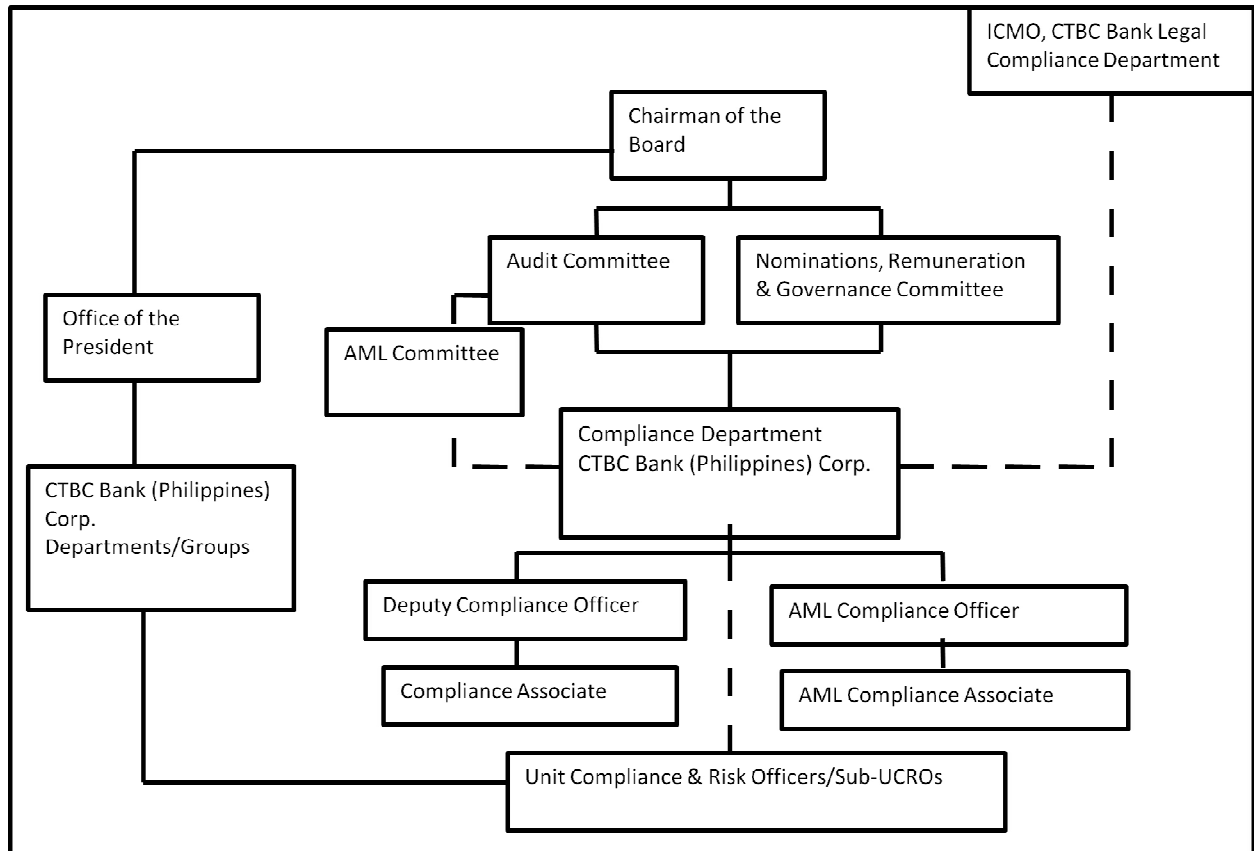 ICMO, CTBC Bank Legal
Compliance Department
Chairman of the
Board
Audit Committee
Nominations, Remuneration
& Governance Committee
Office of the
President
AML Committee
Compliance Department
CTBC Bank (Philippines) Corp.
CTBC Bank (Philippines)
Corp.
Departments/Groups
Deputy Compliance Officer
AML Compliance Officer
Compliance Associate
AML Compliance Associate
Unit Compliance & Risk Officers/Sub-UCROs